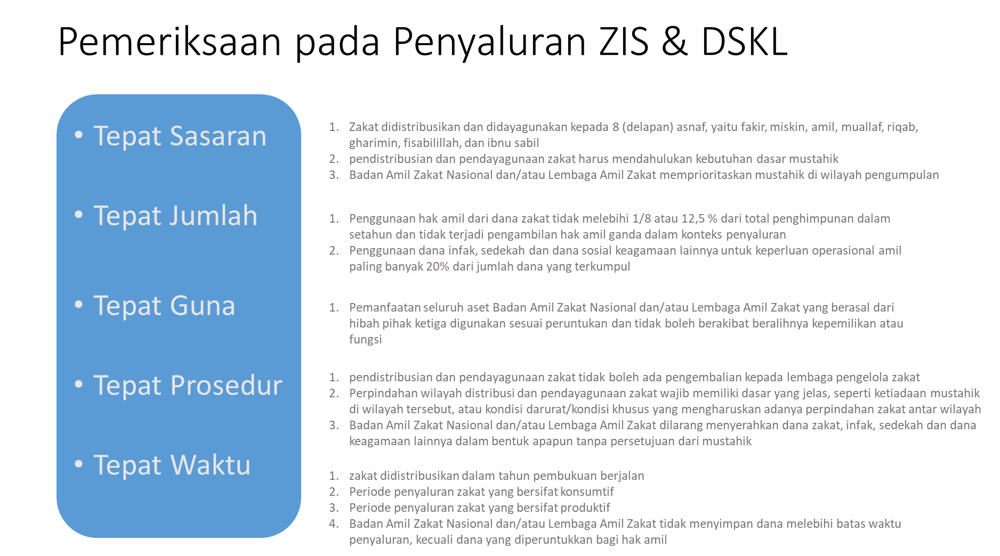 Pemeriksaan pada Penyaluran ZIS & DSKL
• Tepat Sasaran
1. Zakat didistribusikan dan didayagunakan kepada 8 (delapan) asnaf, yaitu fakir, miskin, amil, muallaf, riqab,
gharimin, fisabilillah, dan ibnu sabil
2. pendistribusian dan pendayagunaan zakat harus mendahulukan kebutuhan dasar mustahik
3. Badan Amil Zakat Nasional dan/atau Lembaga Amil Zakat memprioritaskan mustahik di wilayah pengumpulan
• Tepat Jumlah
1. Penggunaan hak amil dari dana zakat tidak melebihi 1/8 atau 12,5 % dari total penghimpunan dalam
setahun dan tidak terjadi pengambilan hak amil ganda dalam konteks penyaluran
2. Penggunaan dana infak, sedekah dan dana sosial keagamaan lainnya untuk keperluan operasional amil
paling banyak 20% dari jumlah dana yang terkumpul
• Tepat Guna
1. Pemanfaatan seluruh aset Badan Amil Zakat Nasional dan/atau Lembaga Amil Zakat yang berasal dari
hibah pihak ketiga digunakan sesuai peruntukan dan tidak boleh berakibat beralihnya kepemilikan atau
fungsi
• Tepat Prosedur
1. pendistribusian dan pendayagunaan zakat tidak boleh ada pengembalian kepada lembaga pengelola zakat
2. Perpindahan wilayah distribusi dan pendayagunaan zakat wajib memiliki dasar yang jelas, seperti ketiadaan mustahik
di wilayah tersebut, atau kondisi darurat/kondisi khusus yang mengharuskan adanya perpindahan zakat antar wilayah
3. Badan Amil Zakat Nasional dan/atau Lembaga Amil Zakat dilarang menyerahkan dana zakat, infak, sedekah dan dana
keagamaan lainnya dalam bentuk apapun tanpa persetujuan dari mustahik
• Tepat Waktu
1. zakat didistribusikan dalam tahun pembukuan berjalan
2. Periode penyaluran zakat yang bersifat konsumtif
3. Periode penyaluran zakat yang bersifat produktif
4. Badan Amil Zakat Nasional dan/atau Lembaga Amil Zakat tidak menyimpan dana melebihi batas waktu
penyaluran, kecuali dana yang diperuntukkan bagi hak amil